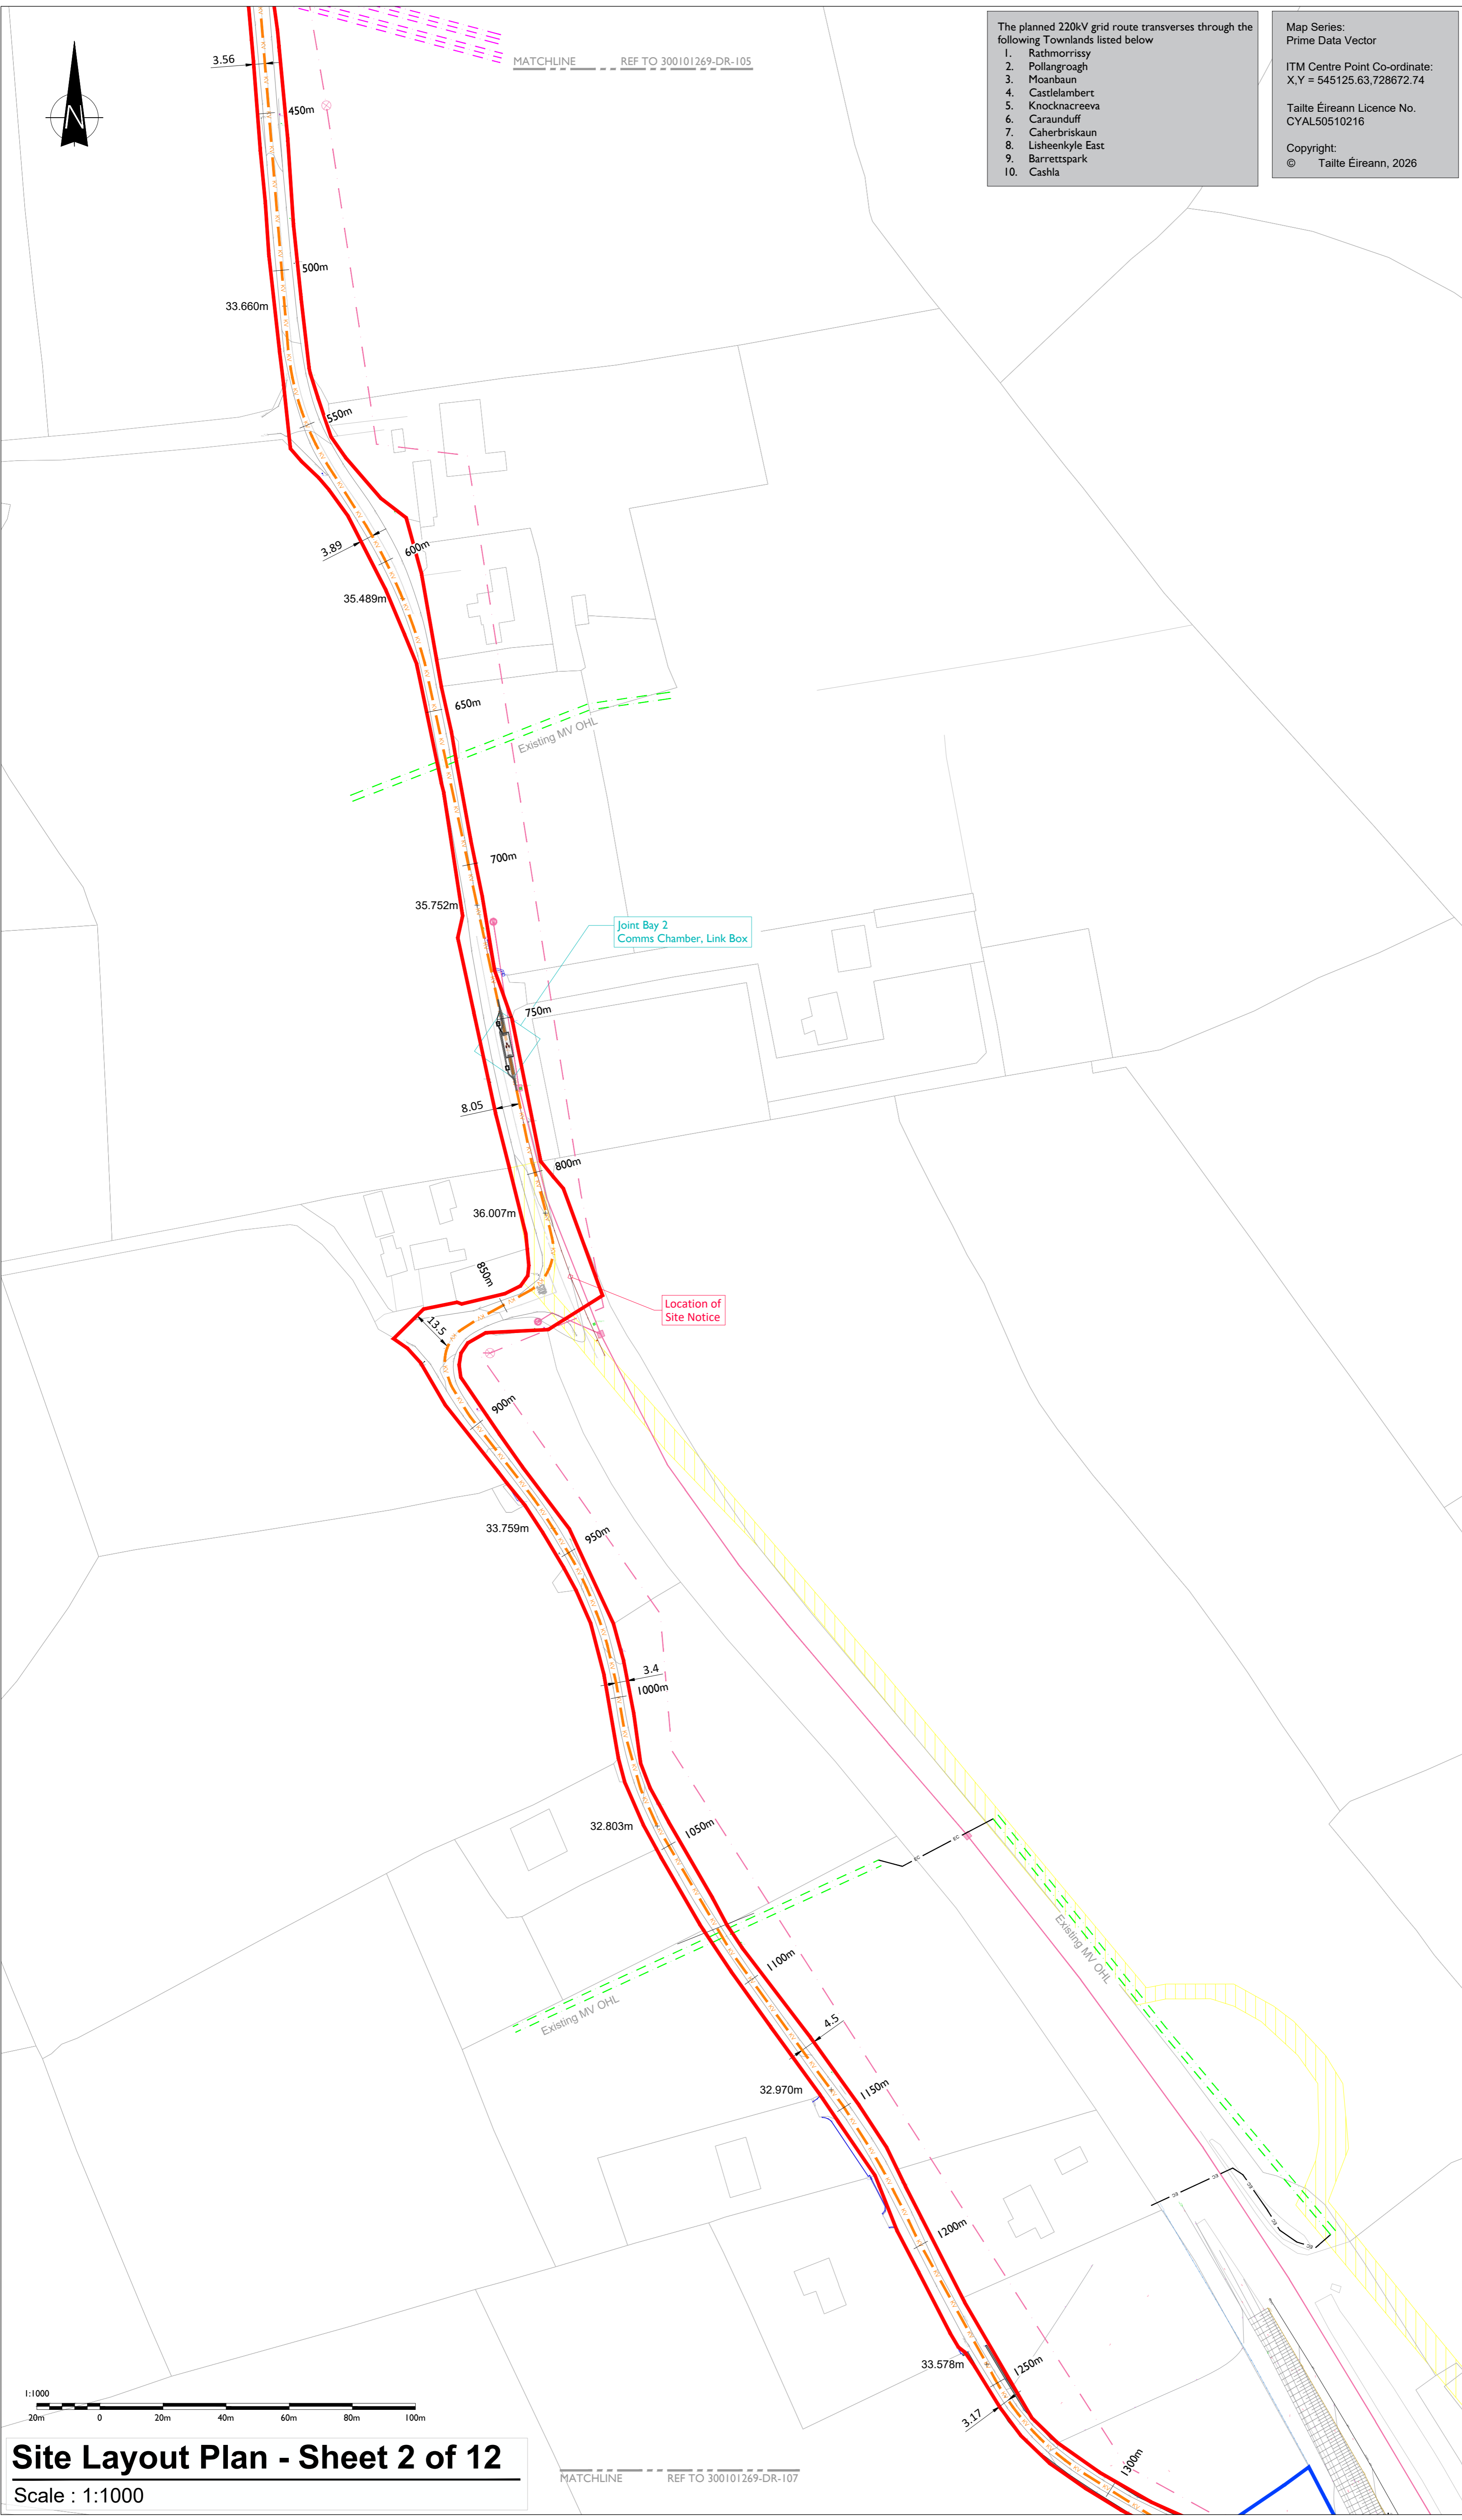 The planned 220kV grid route transverses through the
following Townlands listed below
1. Rathmorrissy
2. Pollangroagh
3. Moanbaun
4. Castlelambert
5. Knocknacreeva
6. Caraunduff
7. Caherbriskaun
8. Lisheenkyle East
9. Barrettspark
10. Cashla
Map Series:
Prime Data Vector
ITM Centre Point Co-ordinate:
X,Y = 545125.63,728672.74
Tailte Éireann Licence No.
CYAL50510216
Copyright:
© Tailte Éireann, 2026
MATCHLINE REF TO 300101269-DR-105
N
3.56
450m
500m
33.660m
550m
3.89
600m
35.489m
650m
Existing MV OHL
700m
35.752m
Joint Bay 2
Comms Chamber, Link Box
750m
A
8.05
800m
36.007m
850m
Location of
Site Notice
13.5
900m
33.759m
950m
3.4
1000m
32.803m
1050m
1100m
Existing MV OHL
Existing MV OHL
4.5
32.970m
1150m
1200m
33.578m
1250m
3.17
1300m
1:1000
20m 0 20m 40m 60m 80m 100m
Site Layout Plan - Sheet 2 of 12
Scale : 1:1000
MATCHLINE REF TO 300101269-DR-107